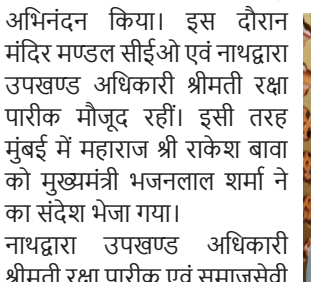 अभिनंदन किया। इस दौरान
मंदिर मण्डल सीईओ एवं नाथद्वारा
उपखण्ड अधिकारी श्रीमती रक्षा
पारीक मौजूद रहीं। इसी तरह
मुंबई में महाराज श्री राकेश बावा
को मुख्यमंत्री भजनलाल शर्मा ने
का संदेश भेजा गया।
नाथद्वारा उपखण्ड अधिकारी
श्रीमती रक्षा पारीक एवं समाजसेवी